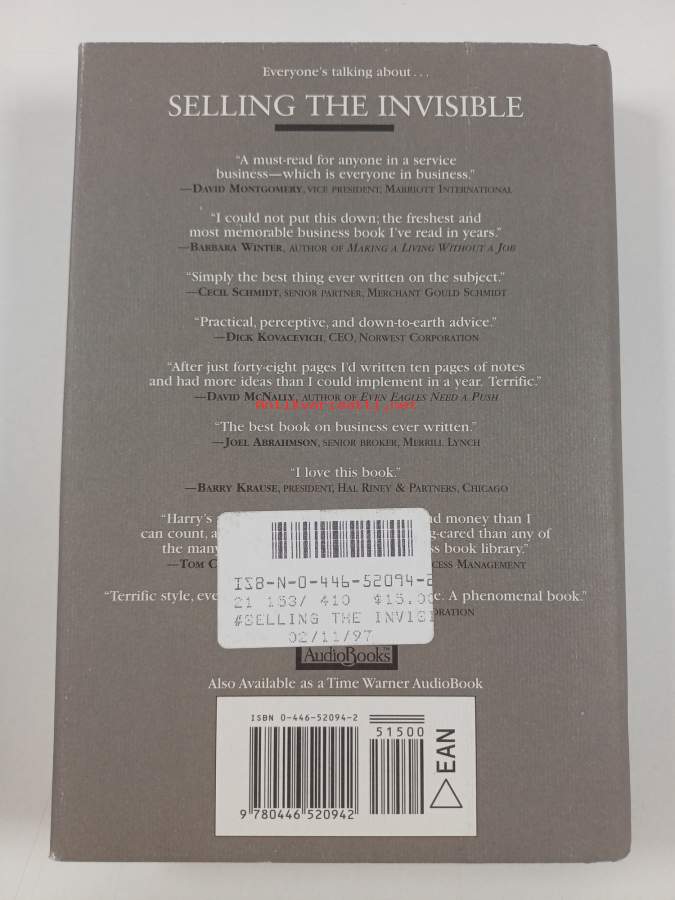 Everyone's talking about . . .
SELLING THE INVISIBLE
“A must-read for anyone in a service
business—which is everyone in business.”
—David Montgomery, vice president, Marriott International
“I could not put this down; the freshest and
most memorable business book I've read in years.”
—Barbara Winter, author of Making a Living Without a Job
“Simply the best thing ever written on the subject.”
—Cecil Schmidt, senior partner, Merchant Gould Schmidt
“Practical, perceptive, and down-to-earth advice.”
—Dick Kovacevich, CEO, Norwest Corporation
“After just forty-eight pages I'd written ten pages of notes
and had more ideas than I could implement in a year. Terrific.”
—David McNally, author of Even Eagles Need a Push
Antikvariaatti.net
“The best book on business ever written.”
—Joel Abrahmson, senior broker, Merrill Lynch
“I love this book.”
—Barry Krause, president, Hal Riney & Partners, Chicago
“Harry's money than I
can count, -eared than any of
the many book library.”
—Tom Management
“Terrific style, A phenomenal book.”
ISB-N-0-446-52094-2
21 153/ 410 $15.00
#SELLING THE INVISI
02/11/97
AudioBooks™
Also Available as a Time Warner AudioBook
ISBN 0-446-52094-2
51500
EAN
9 780446 520942